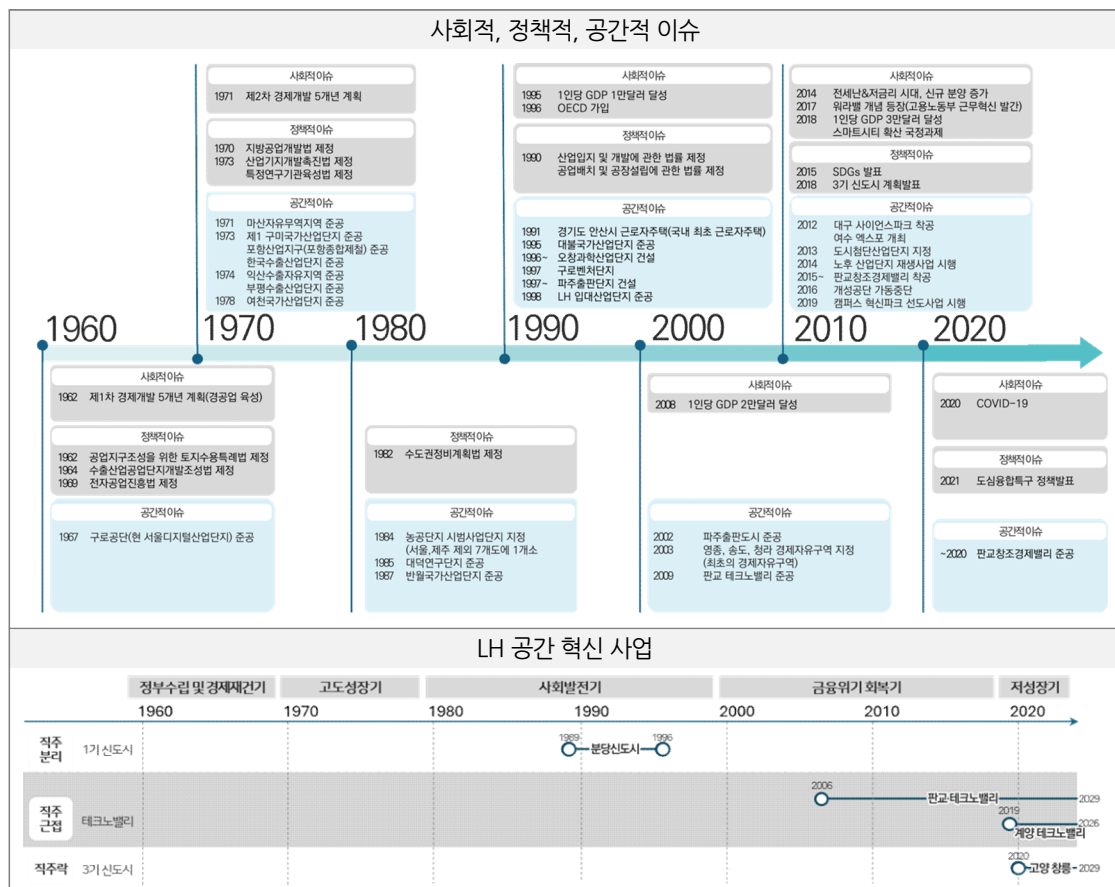 사회적, 정책적, 공간적 이슈
사회적이슈
1971 제2차 경제개발 5개년 계획
정책적이슈
1970 지방공업개발법 제정
1973 산업기지개발촉진법 제정
특정연구기관육성법 제정
공간적이슈
1971 마산자유무역지역 준공
1973 제1 구미국가산업단지 준공
포항산업지구(포항종합제철) 준공
한국수출산업단지 준공
1974 익산수출자유지역 준공
부평수출산업단지 준공
1978 여천국가산업단지 준공
사회적이슈
1995 1인당 GDP 1만달러 달성
1996 OECD 가입
정책적이슈
1990 산업입지 및 개발에 관한 법률 제정
공업배치 및 공장설립에 관한 법률 제정
공간적이슈
1991 경기도 안산시 근로자주택(국내 최초 근로자주택)
1995 대불국가산업단지 준공
1996~ 오창과학산업단지 건설
1997 구로벤처단지
1997~ 파주출판단지 건설
1998 LH 임대산업단지 준공
사회적이슈
2014 전세난&저금리 시대, 신규 분양 증가
2017 워라밸 개념 등장(고용노동부 근무혁신 발간)
2018 1인당 GDP 3만달러 달성
스마트시티 확산 국정과제
정책적이슈
2015 SDGs 발표
2018 3기 신도시 계획발표
공간적이슈
2012 대구 사이언스파크 착공
여수 엑스포 개최
2013 도시첨단산업단지 지정
2014 노후 산업단지 재생사업 시행
2015~ 판교창조경제밸리 착공
2016 개성공단 가동중단
2019 캠퍼스 혁신파크 선도사업 시행
1960 1970 1980 1990 2000 2010 2020
사회적이슈
1962 제1차 경제개발 5개년 계획(경공업 육성)
정책적이슈
1962 공업지구조성을 위한 토지수용특례법 제정
1964 수출산업공업단지개발조성법 제정
1969 전자공업진흥법 제정
공간적이슈
1967 구로공단(현 서울디지털산업단지) 준공
정책적이슈
1982 수도권정비계획법 제정
공간적이슈
1984 농공단지 시범사업단지 지정
(서울,제주 제외 7개도에 1개소
1985 대덕연구단지 준공
1987 반월국가산업단지 준공
사회적이슈
2008 1인당 GDP 2만달러 달성
공간적이슈
2002 파주출판도시 준공
2003 영종, 송도, 청라 경제자유구역 지정
(최초의 경제자유구역)
2009 판교 테크노밸리 준공
사회적이슈
2020 COVID-19
정책적이슈
2021 도심융합특구 정책발표
공간적이슈
~2020 판교창조경제밸리 준공
LH 공간 혁신 사업
정부수립 및 경제재건기 고도성장기 사회발전기 금융위기 회복기 저성장기
1960 1970 1980 1990 2000 2010 2020
직주
분리
1기 신도시
1989 분당신도시 1996
직주
근접
테크노밸리
2006 판교 테크노밸리 2029
2019 계양 테크노밸리 2026
직주락
3기 신도시
2020 고양 창릉 2029